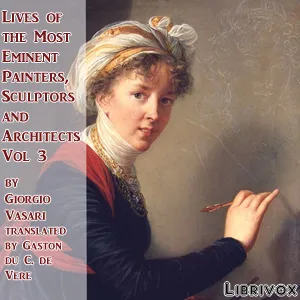 Lives of
the Most
Eminent
Painters,
Sculptors
and
Architects
Vol 3
by
Giorgio
Vasari
translated
by Gaston
du C. de
Vere
Librivox